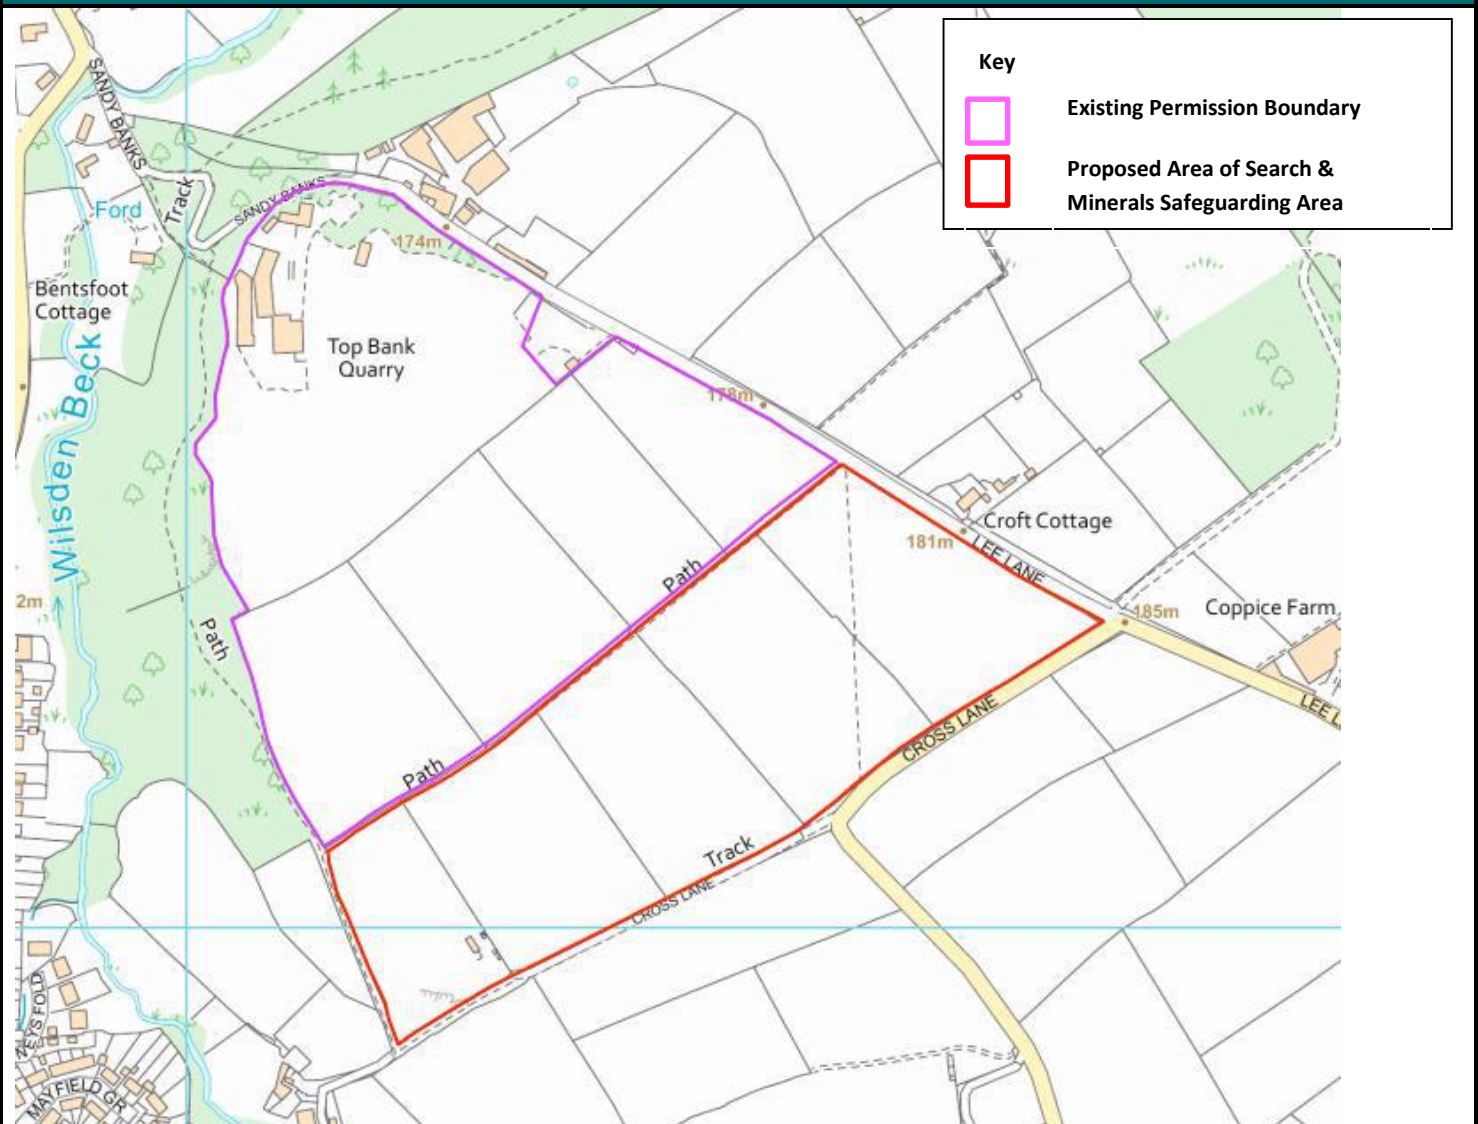 Key
Existing Permission Boundary
Proposed Area of Search &
Minerals Safeguarding Area
SANDY BANKS
Track
Ford
SANDY BANKS
174m
Bentsfoot
Cottage
Top Bank
Quarry
Wilsden Beck
178m
Croft Cottage
181m
LEE LANE
Path
2m
185m
Coppice Farm
Path
LEE L
CROSS LANE
Path
Track
CROSS LANE
EYS FOLD
MAYFIELD GR